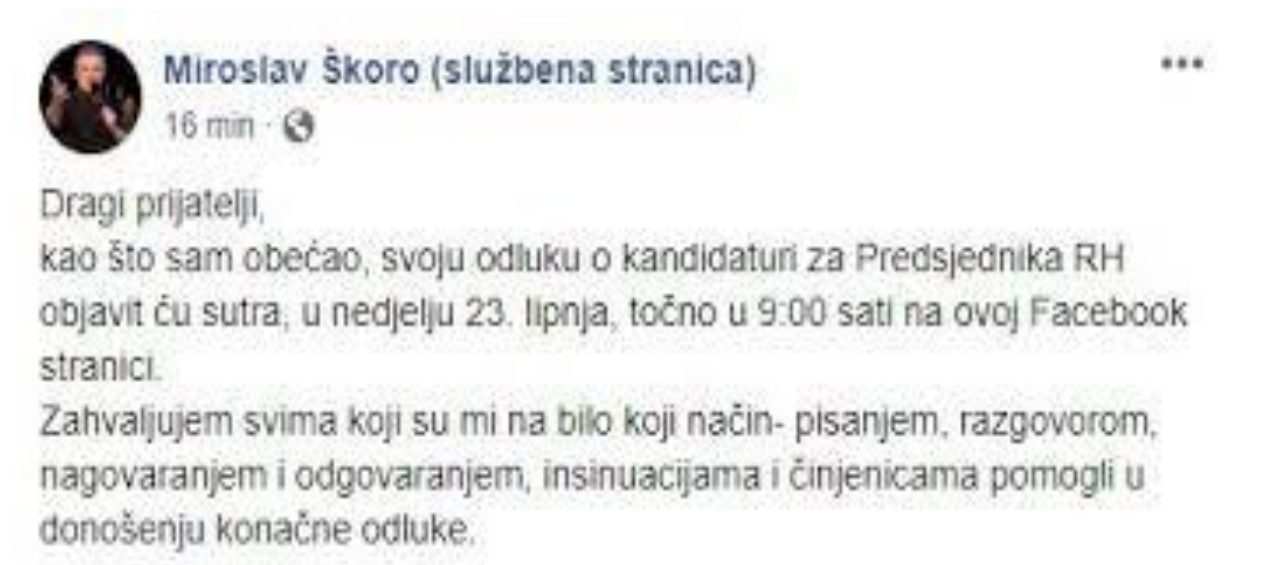 Miroslav Škoro (službena stranica)
16 min ·
Dragi prijatelji,
kao što sam obećao, svoju odluku o kandidaturi za Predsjednika RH
objavit ću sutra, u nedjelju 23. lipnja, točno u 9:00 sati na ovoj Facebook
stranici.
Zahvaljujem svima koji su mi na bilo koji način- pisanjem, razgovorom,
nagovaranjem i odgovaranjem, insinuacijama i činjenicama pomogli u
donošenju konačne odluke.